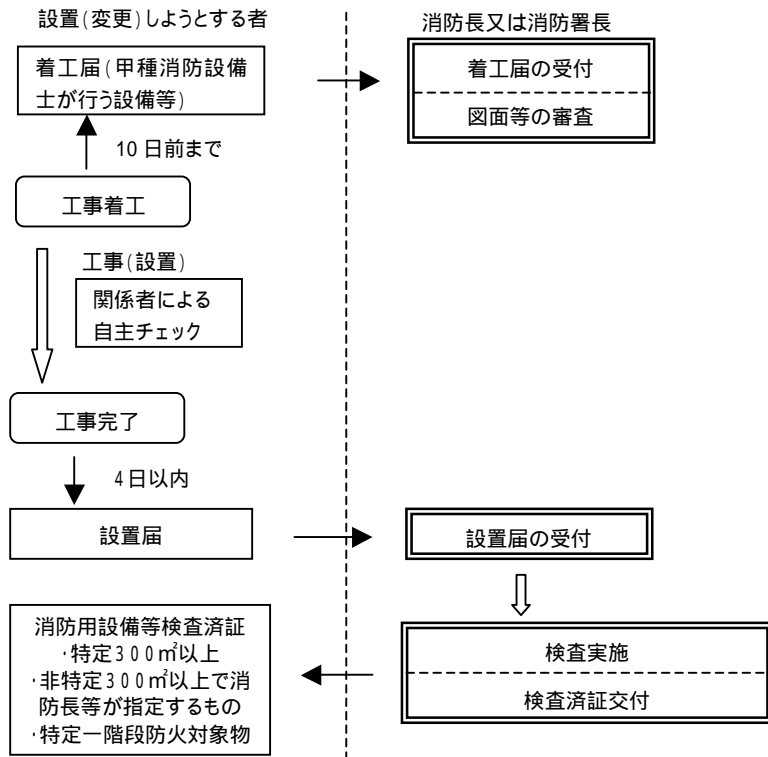 設置(変更)しようとする者
消防長又は消防署長
着工届(甲種消防設備
士が行う設備等)
着工届の受付
図面等の審査
10日前まで
工事着工
工事(設置)
関係者による
自主チェック
工事完了
4日以内
設置届
設置届の受付
消防用設備等検査済証
・特定300㎡以上
・非特定300㎡以上で消
防長等が指定するもの
・特定一階段防火対象物
検査実施
検査済証交付